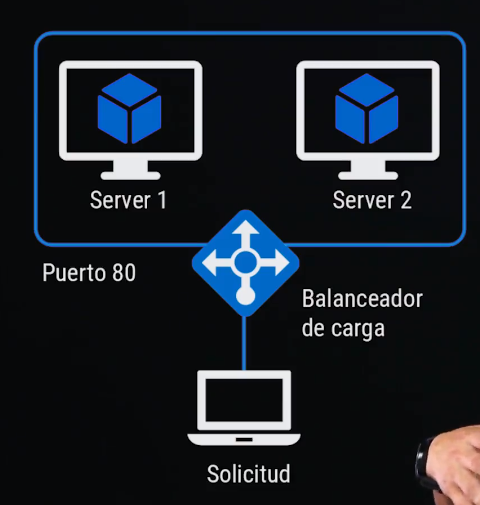 Server 1
Server 2
Puerto 80
Balanceador
de carga
Solicitud